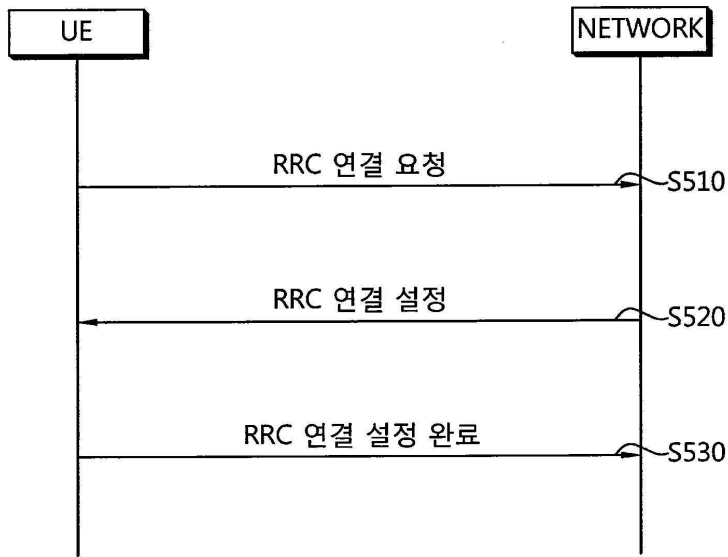 UE
NETWORK
RRC 연결 요청
S510
RRC 연결 설정
S520
RRC 연결 설정 완료
S530